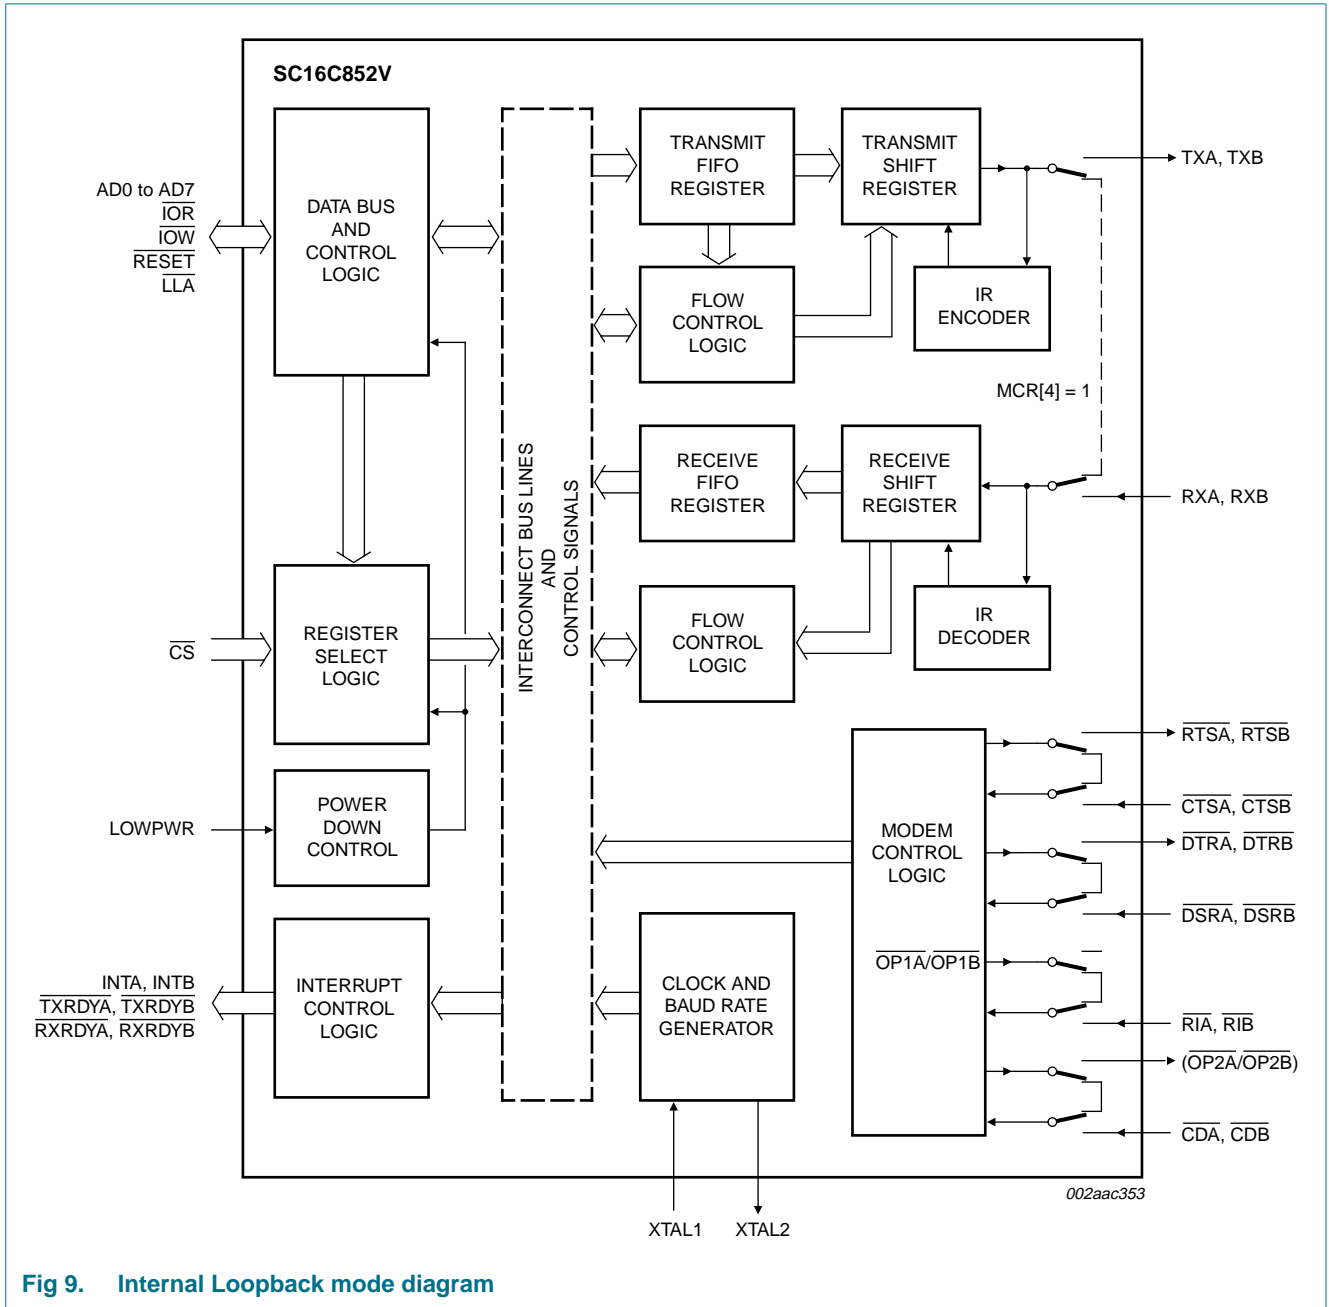 SC16C852V
AD0 to AD7
IOR
IOW
RESET
LLA
DATA BUS
AND
CONTROL
LOGIC
TRANSMIT
FIFO
REGISTER
TRANSMIT
SHIFT
REGISTER
TXA, TXB
FLOW
CONTROL
LOGIC
IR
ENCODER
MCR[4] = 1
INTERCONNECT BUS LINES
AND
CONTROL SIGNALS
RECEIVE
FIFO
REGISTER
RECEIVE
SHIFT
REGISTER
RXA, RXB
CS
REGISTER
SELECT
LOGIC
FLOW
CONTROL
LOGIC
IR
DECODER
LOWPWR
POWER
DOWN
CONTROL
MODEM
CONTROL
LOGIC
RTSA, RTSB
CTSA, CTSB
DTRA, DTRB
DSRA, DSRB
OP1A/OP1B
RIA, RIB
(OP2A/OP2B)
CDA, CDB
INTA, INTB
TXRDYA, TXRDYB
RXRDYA, RXRDYB
INTERRUPT
CONTROL
LOGIC
CLOCK AND
BAUD RATE
GENERATOR
002aac353
XTAL1
XTAL2
Fig 9. Internal Loopback mode diagram